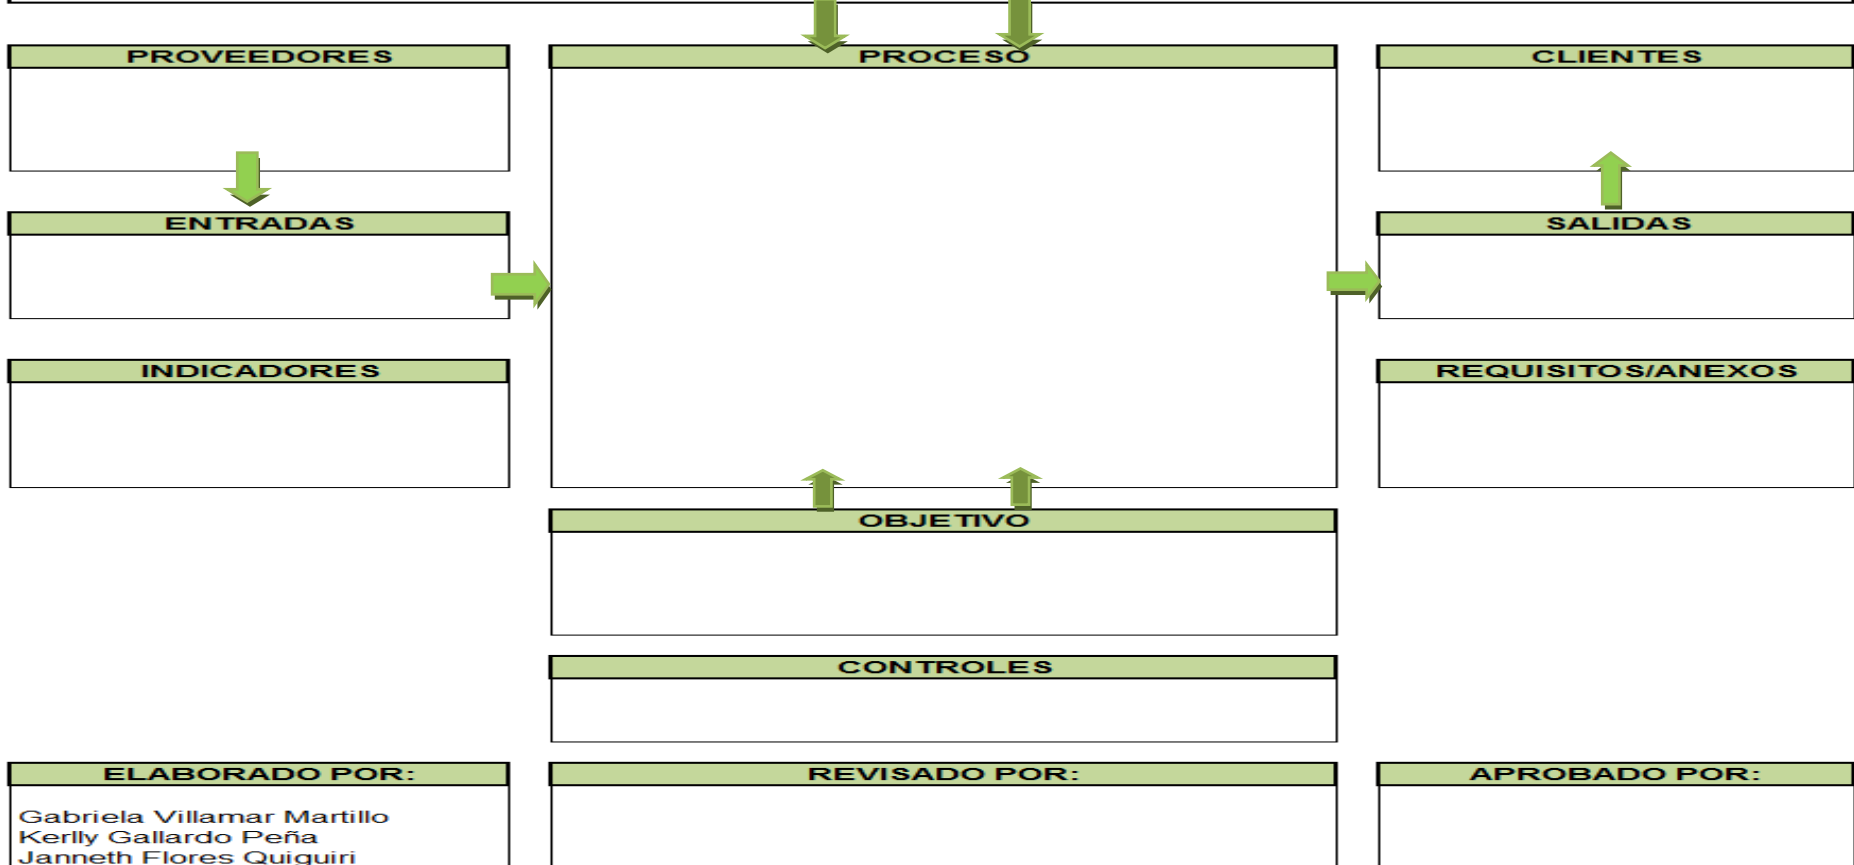 PROVEEDORES
PROCESO
CLIENTES
ENTRADAS
SALIDAS
INDICADORES
REQUISITOS/ANEXOS
OBJETIVO
CONTROLES
ELABORADO POR:
REVISADO POR:
APROBADO POR:
Gabriela Villamar Martillo
Kerlly Gallardo Peña
Janneth Flores Quiguiri